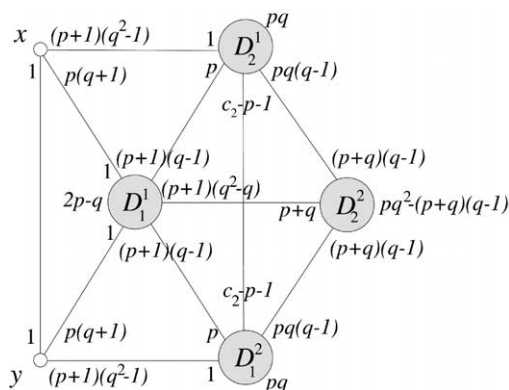 pq
x (p+1)(q²-1) 1 D₂¹
1 p(q+1) p pq(q-1)
c₂-p-1
(p+1)(q-1) (p+q)(q-1)
1 (p+1)(q²-q)
2p-q D₁¹ p+q D₂² pq²-(p+q)(q-1)
1 (p+1)(q-1) (p+q)(q-1)
c₂-p-1
1 p(q+1) p pq(q-1)
y (p+1)(q²-1) 1 D₁²
pq